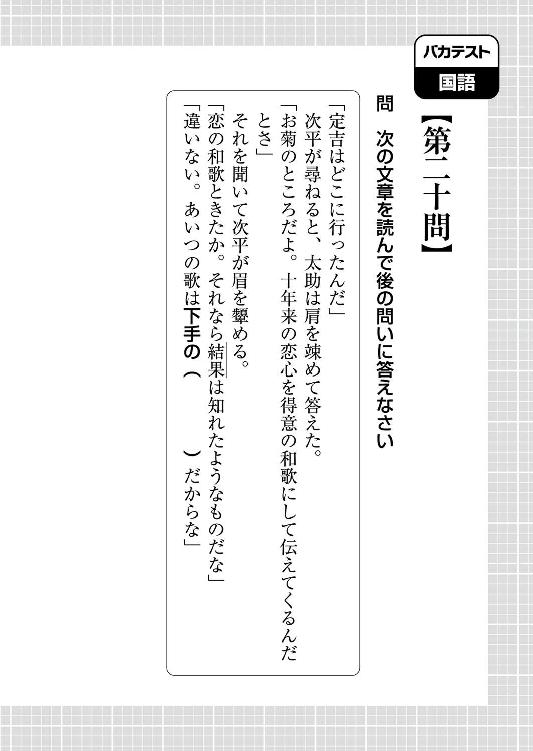 バカテスト
国語
【第二十問】
問　次の文章を読んで後の問いに答えなさい
「定吉はどこに行ったんだ」
次平が尋ねると、太助は肩を竦めて答えた。
「お菊のところだよ。十年来の恋心を得意の和歌にして伝えてくるんだ
とさ」
それを聞いて次平が眉を顰める。
「恋の和歌ときたか。それなら結果は知れたようなものだな」
「違いない。あいつの歌は下手の（　　　）だからな」